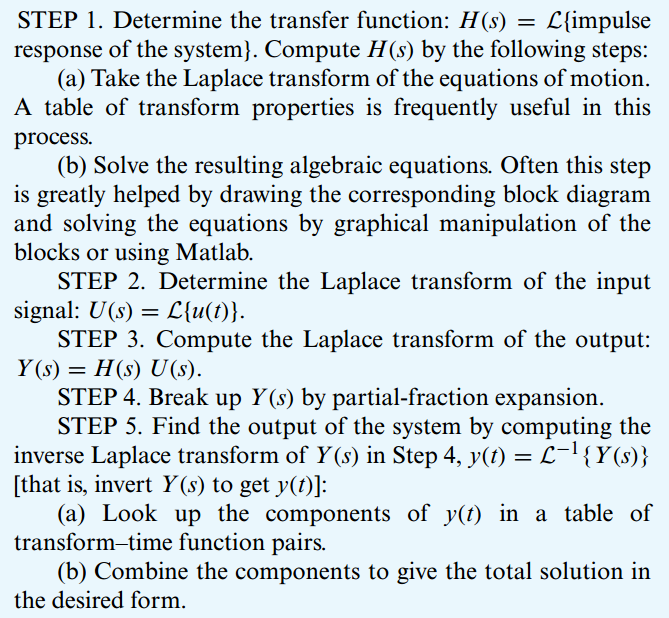 STEP 1. Determine the transfer function: H(s) = ℒ{impulse
response of the system}. Compute H(s) by the following steps:
(a) Take the Laplace transform of the equations of motion.
A table of transform properties is frequently useful in this
process.
(b) Solve the resulting algebraic equations. Often this step
is greatly helped by drawing the corresponding block diagram
and solving the equations by graphical manipulation of the
blocks or using Matlab.
STEP 2. Determine the Laplace transform of the input
signal: U(s) = ℒ{u(t)}.
STEP 3. Compute the Laplace transform of the output:
Y(s) = H(s) U(s).
STEP 4. Break up Y(s) by partial-fraction expansion.
STEP 5. Find the output of the system by computing the
inverse Laplace transform of Y(s) in Step 4, y(t) = ℒ⁻¹{Y(s)}
[that is, invert Y(s) to get y(t)]:
(a) Look up the components of y(t) in a table of
transform–time function pairs.
(b) Combine the components to give the total solution in
the desired form.